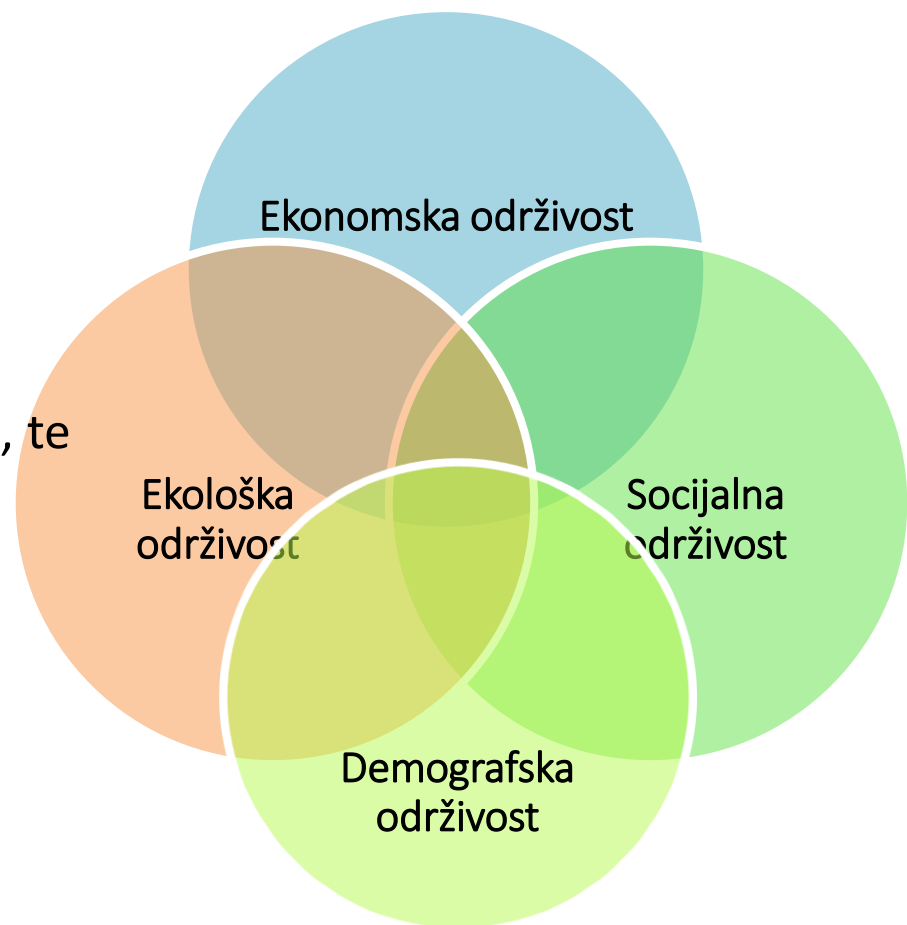 Ekonomska održivost
, te
Ekološka
održivost
Socijalna
održivost
Demografska
održivost